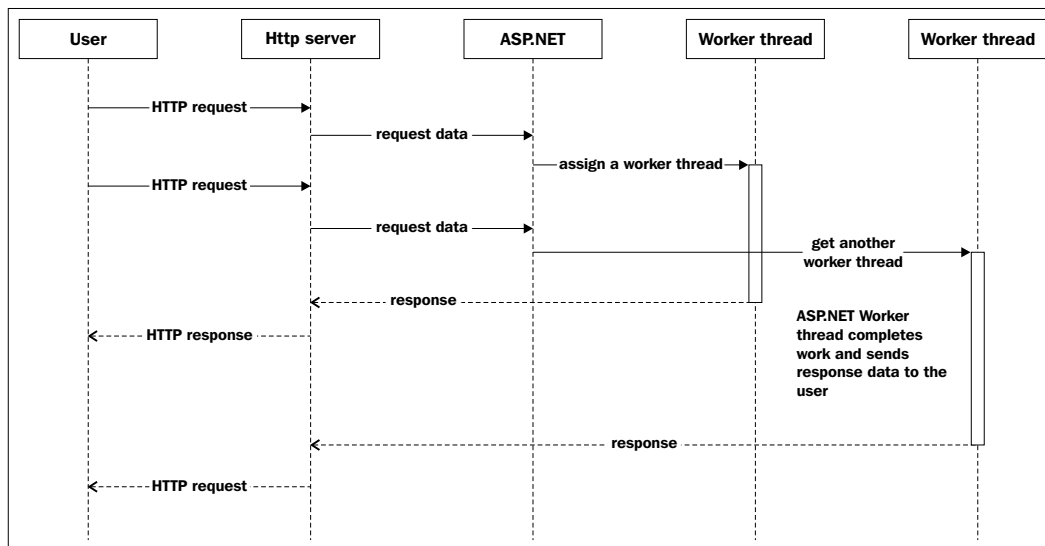 User
Http server
ASP.NET
Worker thread
Worker thread
HTTP request
request data
assign a worker thread
HTTP request
request data
get another
worker thread
response
ASP.NET Worker
thread completes
work and sends
response data to the
user
HTTP response
response
HTTP request